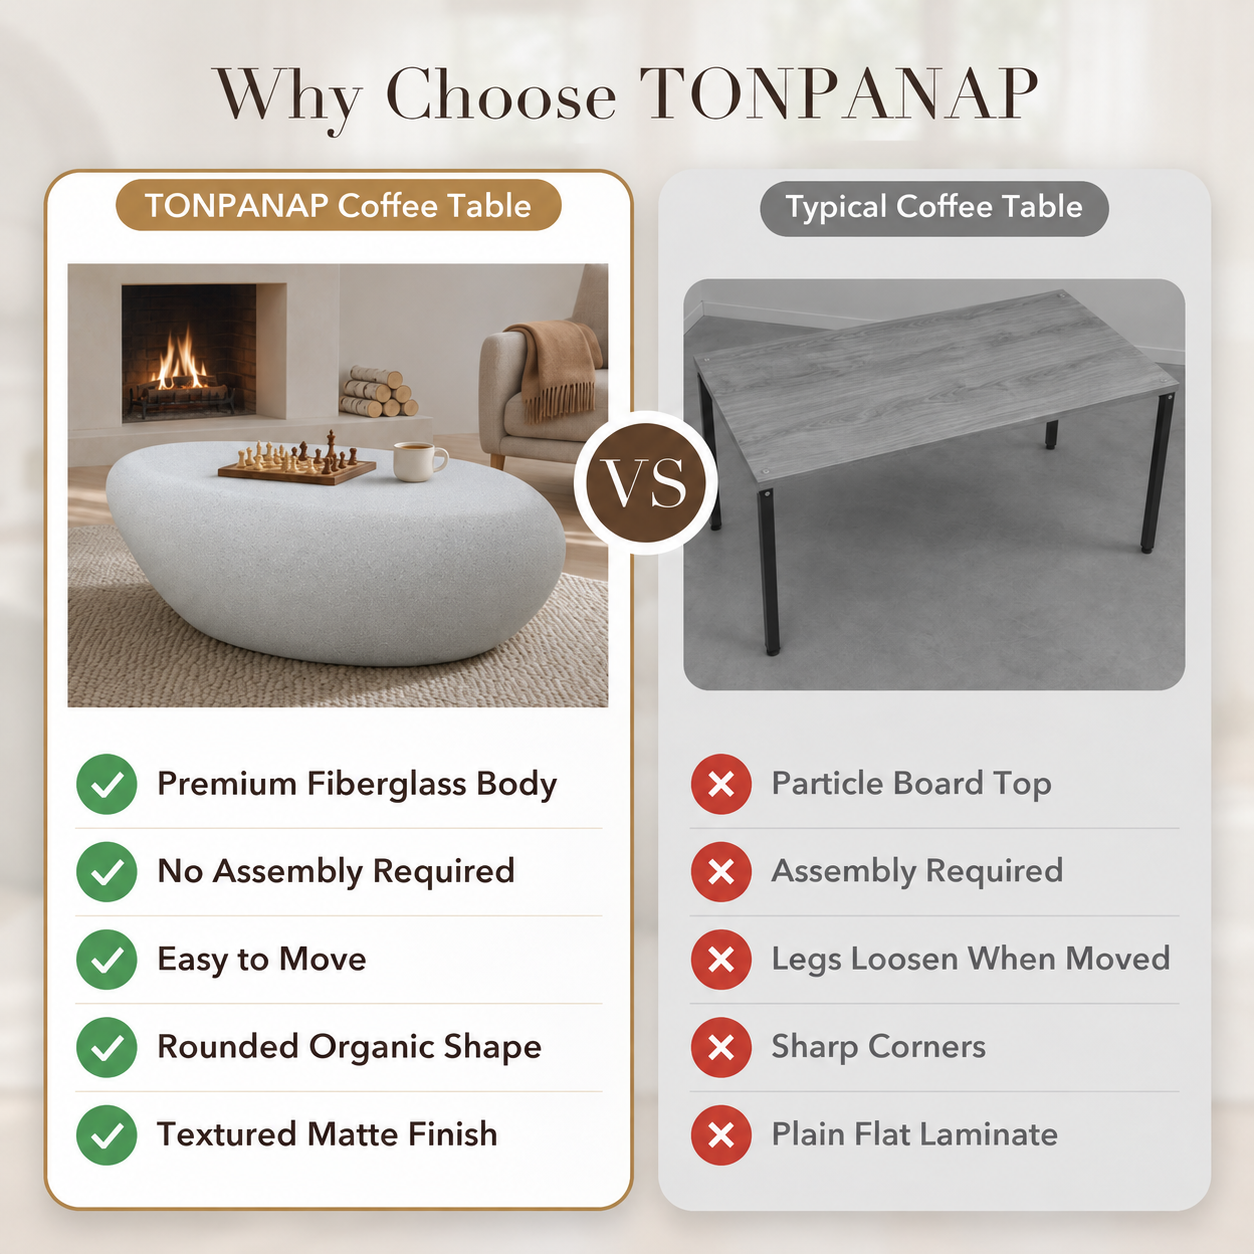 Why Choose TONPANAP
TONPANAP Coffee Table
Typical Coffee Table
VS
Premium Fiberglass Body
No Assembly Required
Easy to Move
Rounded Organic Shape
Textured Matte Finish
Particle Board Top
Assembly Required
Legs Loosen When Moved
Sharp Corners
Plain Flat Laminate